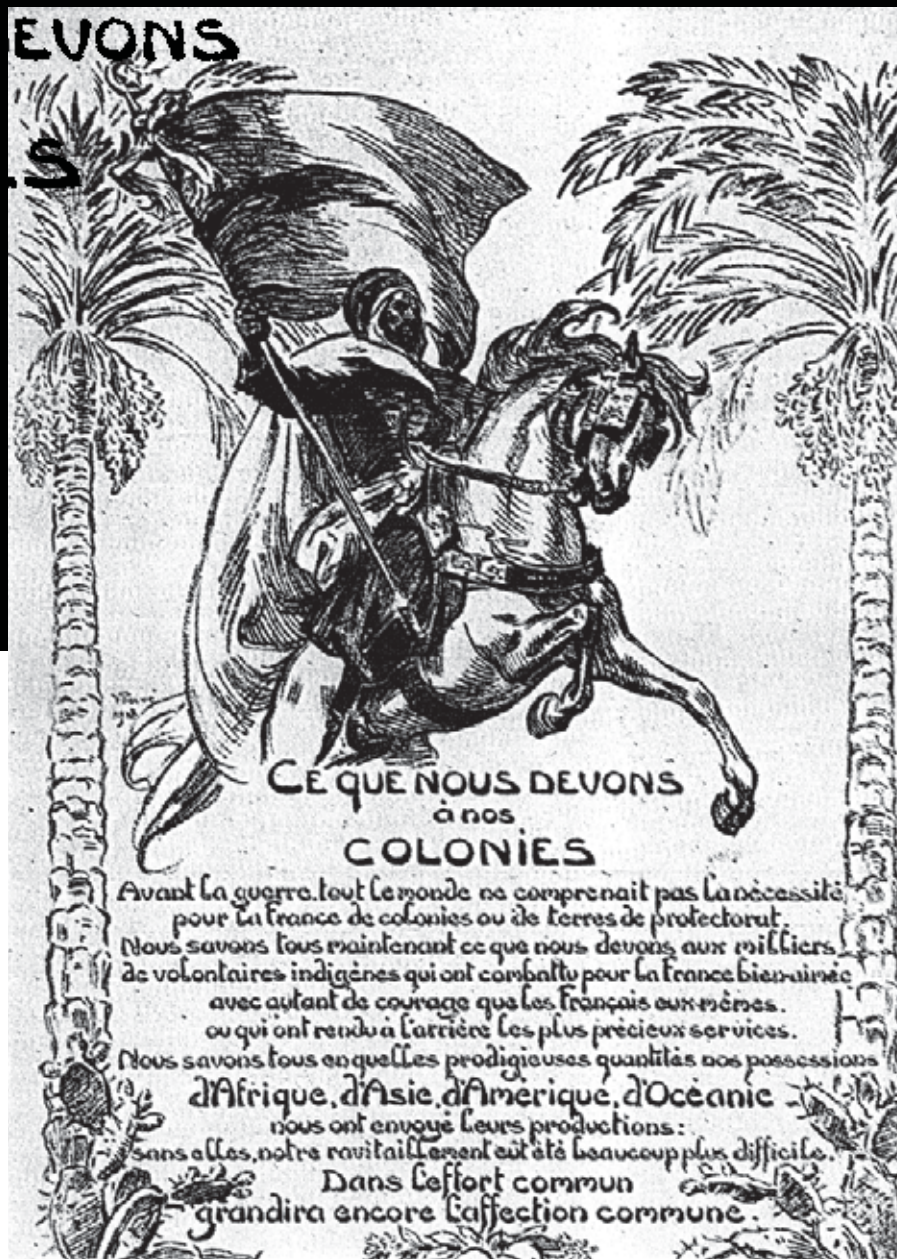 EVONS
S
CE QUE NOUS DEVONS
à nos
COLONIES
Avant la guerre, tout le monde ne comprenait pas la nécessité
pour la France de colonies ou de terres de protectorat.
Nous savons tous maintenant ce que nous devons aux milliers
de volontaires indigènes qui ont combattu pour la France bien-aimée
avec autant de courage que les Français eux-mêmes.
ou qui ont rendu à l'arrière les plus précieux services.
Nous savons tous en quelles prodigieuses quantités nos possessions
d'Afrique, d'Asie, d'Amérique, d'Océanie
nous ont envoyé leurs productions:
sans elles, notre ravitaillement eût été beaucoup plus difficile.
Dans l'effort commun
grandira encore l'affection commune.